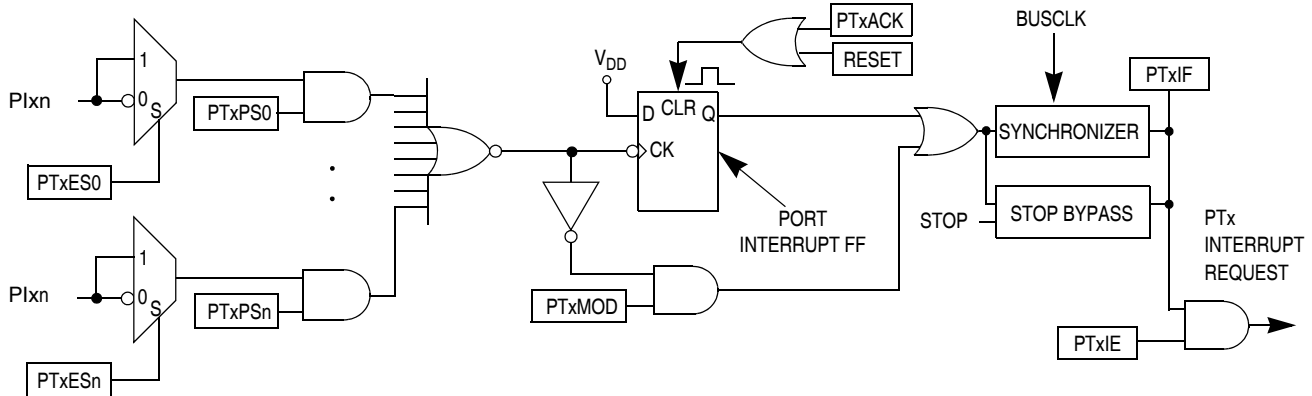 PTxACK
RESET
BUSCLK
PTxIF
VDD
PIxn
1
0
S
PTxPS0
PTxES0
D CLR Q
CK
SYNCHRONIZER
STOP BYPASS
STOP
PORT
INTERRUPT FF
PTx
INTERRUPT
REQUEST
PIxn
1
0
S
PTxPSn
PTxESn
PTxMOD
PTxIE